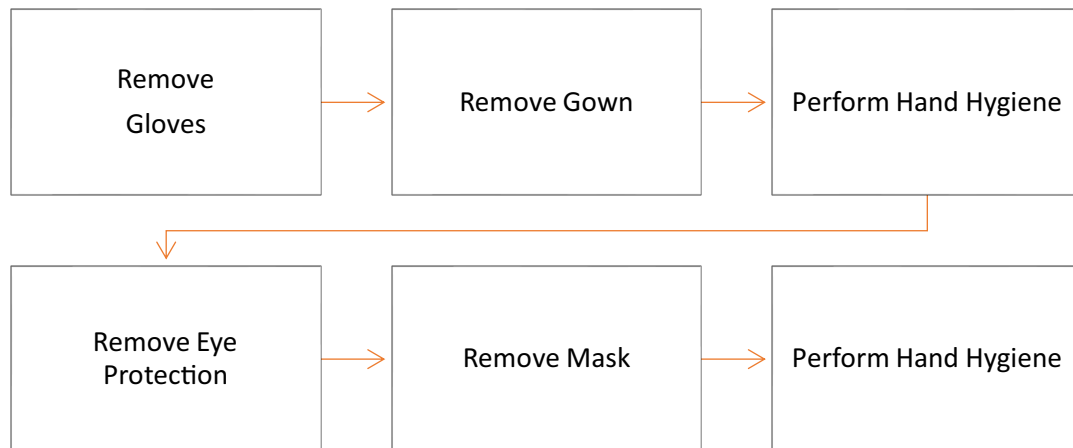 Remove
Gloves
Remove Gown
Perform Hand Hygiene
Remove Eye
Protection
Remove Mask
Perform Hand Hygiene